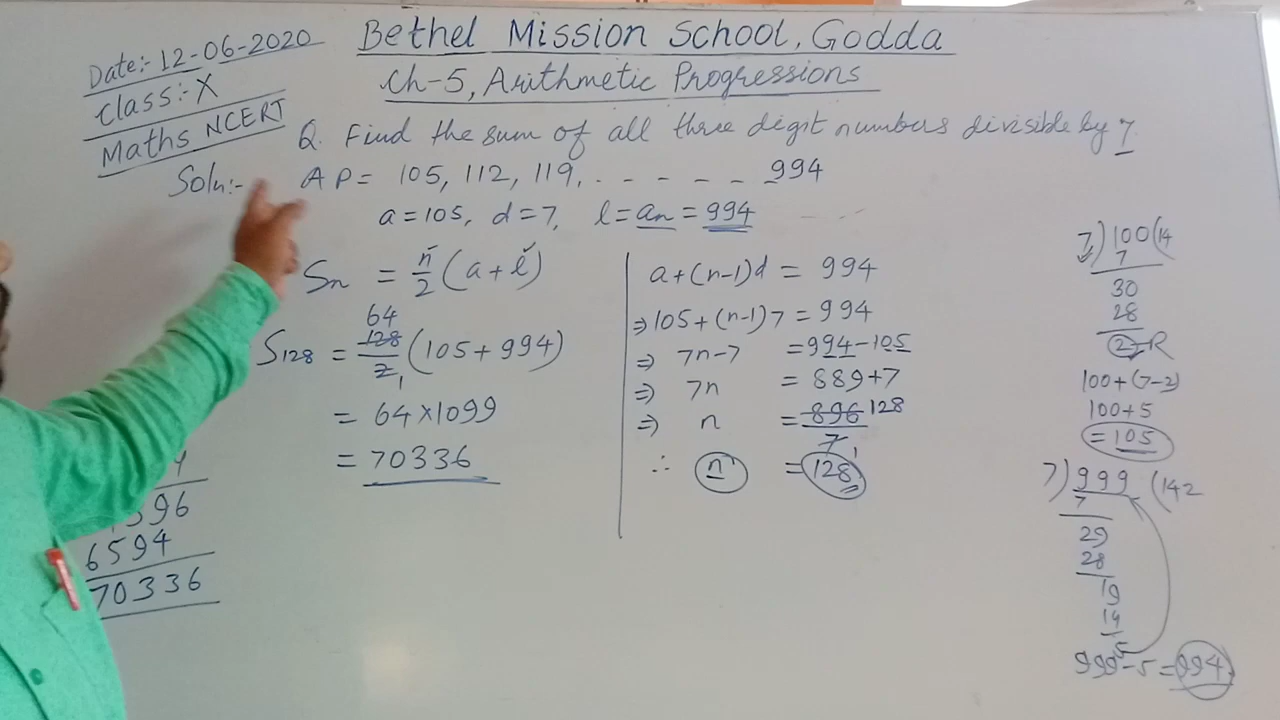 Bethel Mission School, Godda
Date:- 12-06-2020
Class:- X
Maths NCERT
Ch-5, Arithmetic Progressions
Q. Find the sum of all three digit numbers divisible by 7.
Soln:- AP = 105, 112, 119, . - - - - - 994
a = 105, d = 7, l = an = 994
Sn = n/2 (a + l)
64
S128 = 128/2 1 (105 + 994)
= 64 × 1099
= 70336
a + (n-1)d = 994
⇒ 105 + (n-1)7 = 994
⇒ 7n - 7 = 994 - 105
⇒ 7n = 889 + 7
⇒ n = 896/7 128
1
∴ n = 128
7) 100 (14
7
30
28
2 → R
100 + (7-2)
100 + 5
= 105
7) 999 (142
7
29
28
19
14
5
999 - 5 = 994
4
396
6594
70336